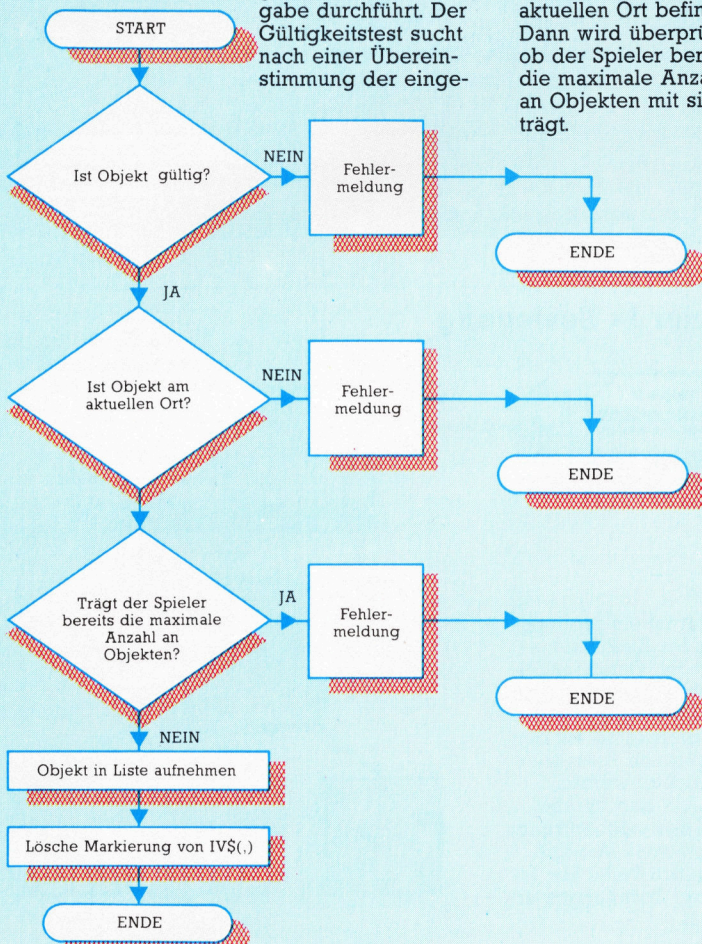 gabe durchführt. Der
Gültigkeitstest sucht
nach einer Überein-
stimmung der einge-
aktuellen Ort befin
Dann wird überprü
ob der Spieler ber
die maximale Anza
an Objekten mit si
trägt.
START
Ist Objekt gültig?
NEIN
Fehler-
meldung
ENDE
JA
Ist Objekt am
aktuellen Ort?
NEIN
Fehler-
meldung
ENDE
Trägt der Spieler
bereits die maximale
Anzahl an
Objekten?
JA
Fehler-
meldung
ENDE
NEIN
Objekt in Liste aufnehmen
Lösche Markierung von IV$(,)
ENDE